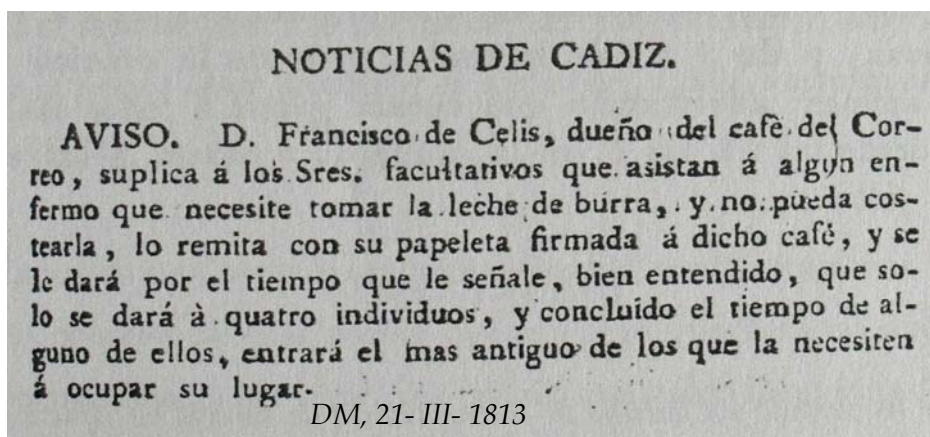 NOTICIAS DE CADIZ.
AVISO. D. Francisco de Celis, dueño del cafè del Cor-
reo, suplica á los Sres. facultativos que asistan á algun en-
fermo que necesite tomar la leche de burra, y no pueda cos-
tearla, lo remita con su papeleta firmada á dicho café, y se
le dará por el tiempo que le señale, bien entendido, que so-
lo se dará à quatro individuos, y concluido el tiempo de al-
guno de ellos, entrará el mas antiguo de los que la necesiten
á ocupar su lugar.
DM, 21- III- 1813